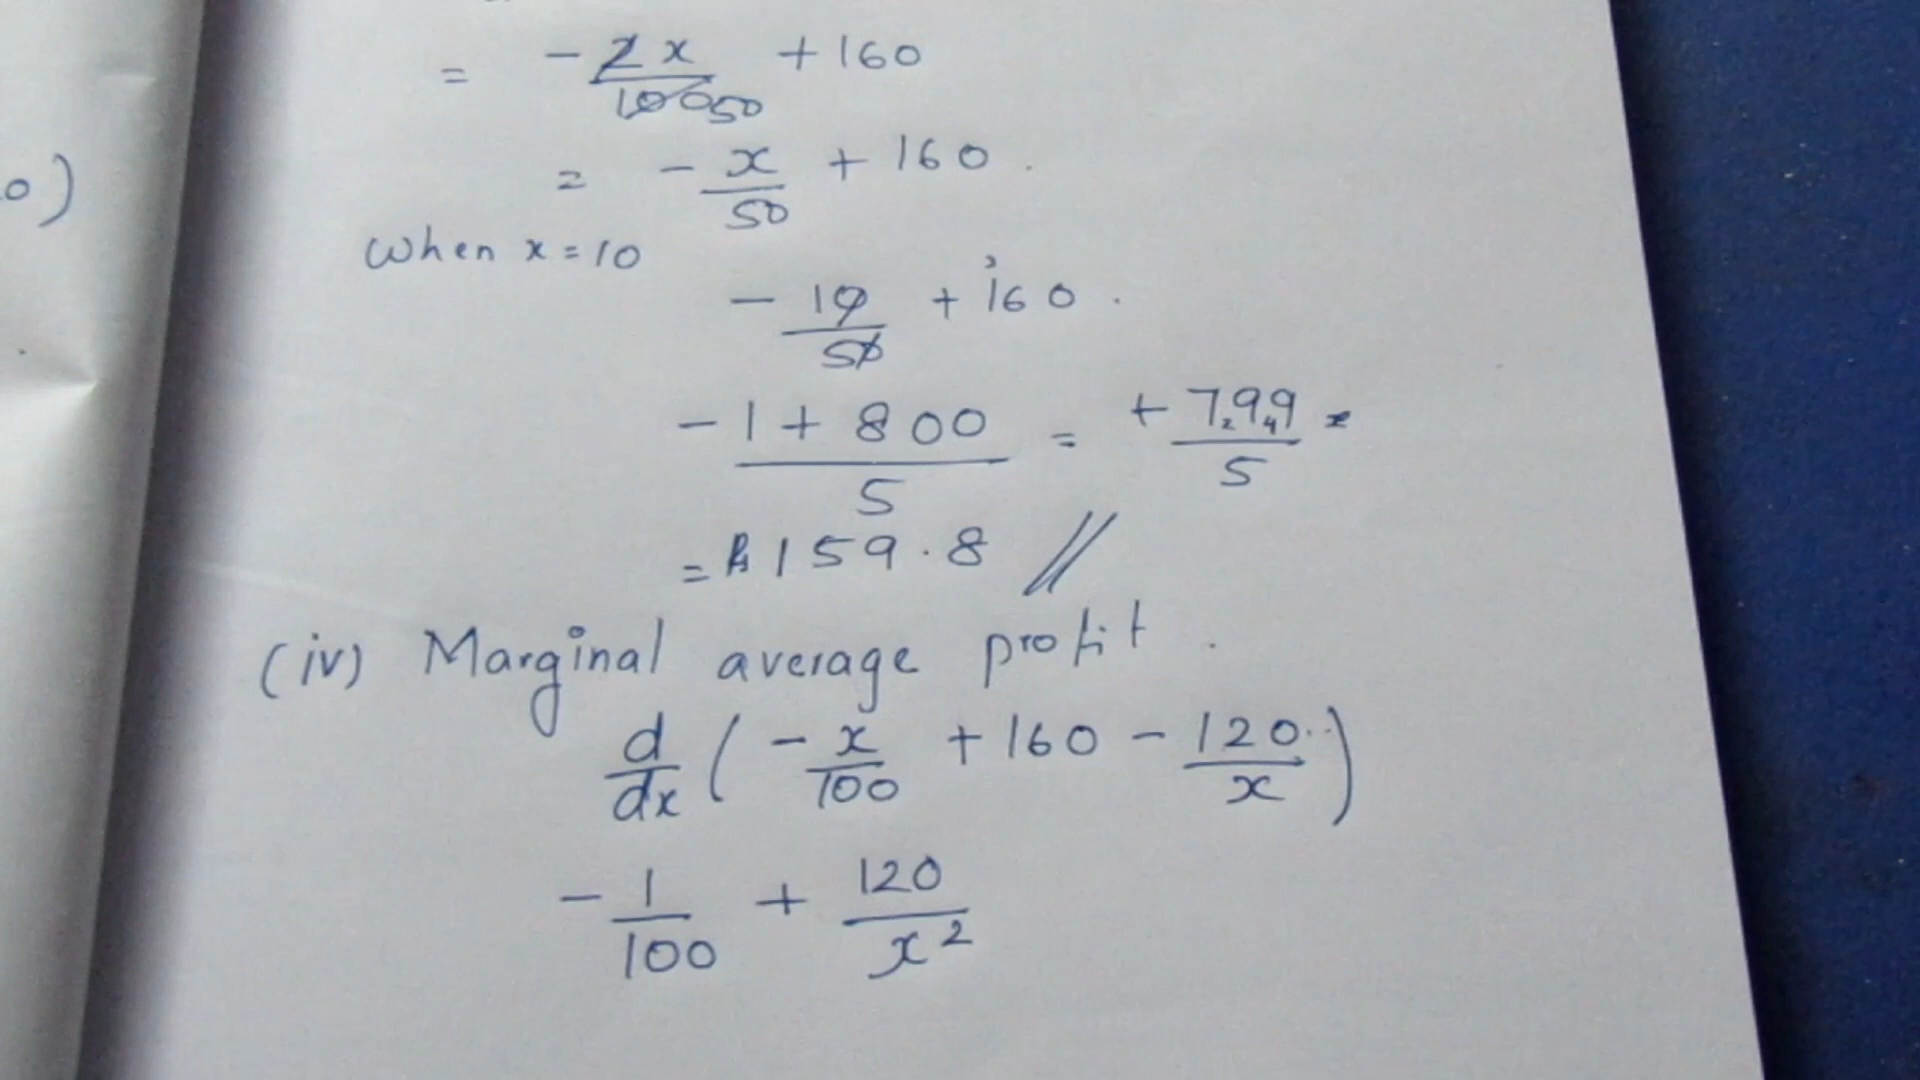 = - 2x/100 50 + 160
= - x/50 + 160.
0)
When x = 10
- 10/50 + 160.
- 1 + 800 / 5 = + 799/5 =
= ₨ 159.8 //
(iv) Marginal average profit.
d/dx ( - x/100 + 160 - 120/x )
- 1/100 + 120/x²